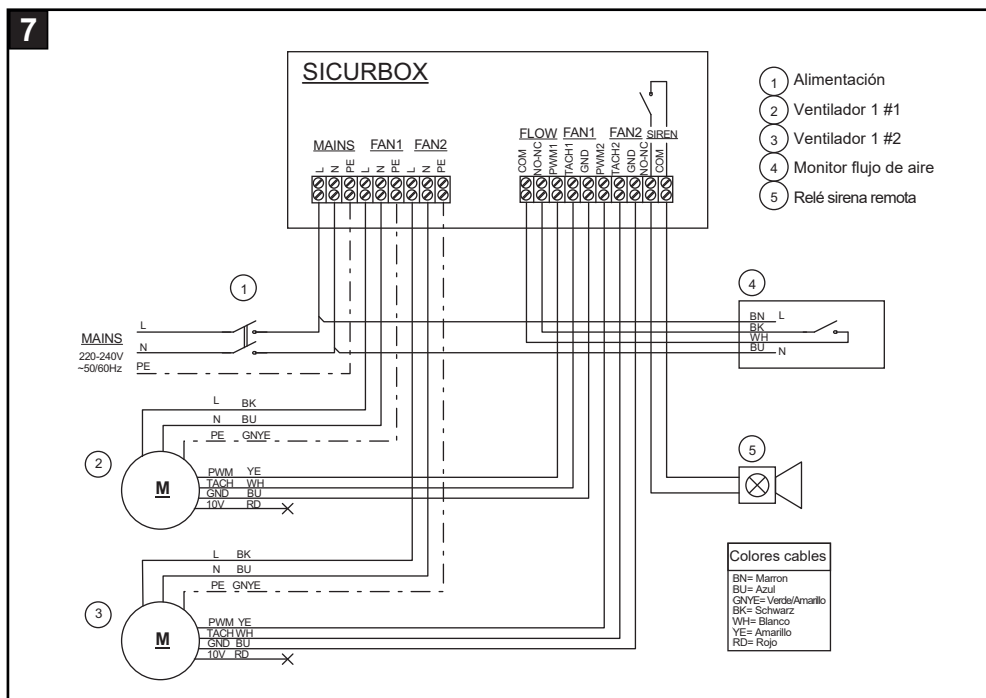 7
SICURBOX
MAINS FAN1 FAN2
L N PE L N PE L N PE
FLOW FAN1 FAN2 SIREN
COM NO-NC PWM1 TACH1 GND PWM2 TACH2 GND NO-NC COM
1 Alimentación
2 Ventilador 1 #1
3 Ventilador 1 #2
4 Monitor flujo de aire
5 Relé sirena remota
1
MAINS
220-240V
~50/60Hz
L
N
PE
4
BN L
BK
WH
BU N
2
M
L BK
N BU
PE GNYE
PWM YE
TACH WH
GND BU
10V RD
5
3
M
L BK
N BU
PE GNYE
PWM YE
TACH WH
GND BU
10V RD
Colores cables
BN= Marron
BU= Azul
GNYE= Verde/Amarillo
BK= Schwarz
WH= Blanco
YE= Amarillo
RD= Rojo